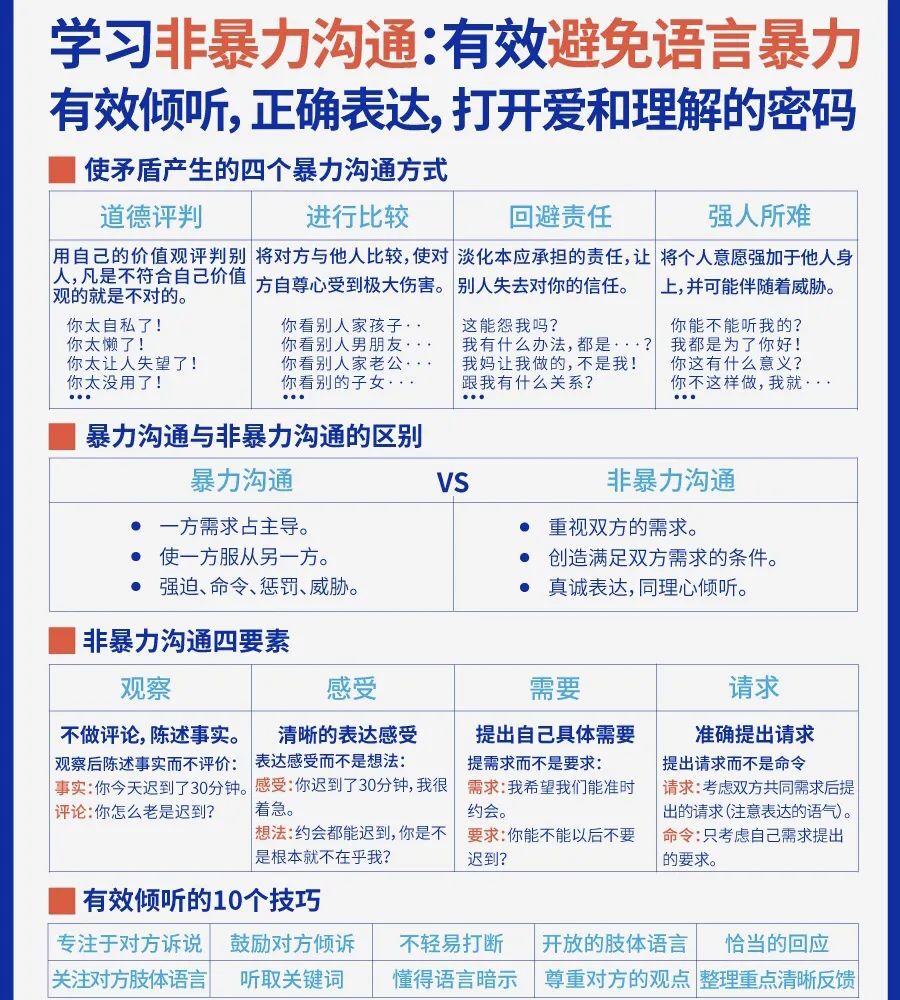 学习非暴力沟通：有效避免语言暴力
有效倾听，正确表达，打开爱和理解的密码
使矛盾产生的四个暴力沟通方式
道德评判
用自己的价值观评判别
人，凡是不符合自己价值
观的就是不对的。
你太自私了！
你太懒了！
你太让人失望了！
你太没用了！
•••
进行比较
将对方与他人比较，使对
方自尊心受到极大伤害。
你看别人家孩子··
你看别人男朋友···
你看别人家老公···
你看别的子女···
•••
回避责任
淡化本应承担的责任，让
别人失去对你的信任。
这能怨我吗？
我有什么办法，都是···？
我妈让我做的，不是我！
跟我有什么关系？
•••
强人所难
将个人意愿强加于他人身
上，并可能伴随着威胁。
你能不能听我的？
我都是为了你好！
你这有什么意义？
你不这样做，我就···
•••
暴力沟通与非暴力沟通的区别
暴力沟通
VS
非暴力沟通
• 一方需求占主导。
• 使一方服从另一方。
• 强迫、命令、惩罚、威胁。
• 重视双方的需求。
• 创造满足双方需求的条件。
• 真诚表达，同理心倾听。
非暴力沟通四要素
观察
不做评论，陈述事实。
观察后陈述事实而不评价：
事实：你今天迟到了30分钟。
评论：你怎么老是迟到？
感受
清晰的表达感受
表达感受而不是想法：
感受：你迟到了30分钟，我很
着急。
想法：约会都能迟到，你是不
是根本就不在乎我？
需要
提出自己具体需要
提需求而不是要求：
需求：我希望我们能准时
约会。
要求：你能不能以后不要
迟到？
请求
准确提出请求
提出请求而不是命令
请求：考虑双方共同需求后提
出的请求（注意表达的语气）。
命令：只考虑自己需求提出
的要求。
有效倾听的10个技巧
专注于对方诉说
鼓励对方倾诉
不轻易打断
开放的肢体语言
恰当的回应
关注对方肢体语言
听取关键词
懂得语言暗示
尊重对方的观点
整理重点清晰反馈